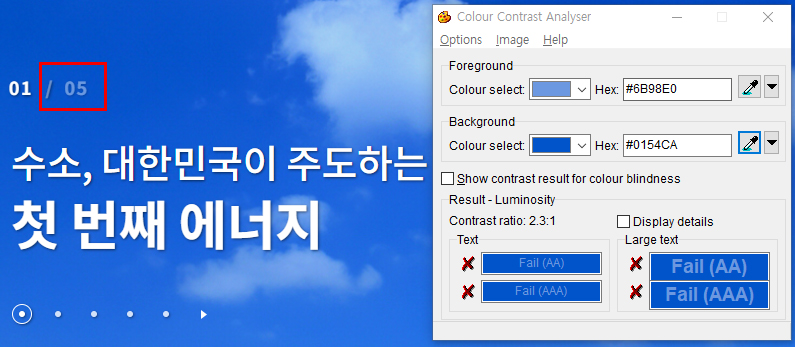 01 / 05
수소, 대한민국이 주도하는
첫 번째 에너지
Colour Contrast Analyser
Options Image Help
Foreground
Colour select: Hex: #6B98E0
Background
Colour select: Hex: #0154CA
Show contrast result for colour blindness
Result - Luminosity
Contrast ratio: 2.3:1 Display details
Text Large text
Fail (AA) Fail (AA)
Fail (AAA) Fail (AAA)